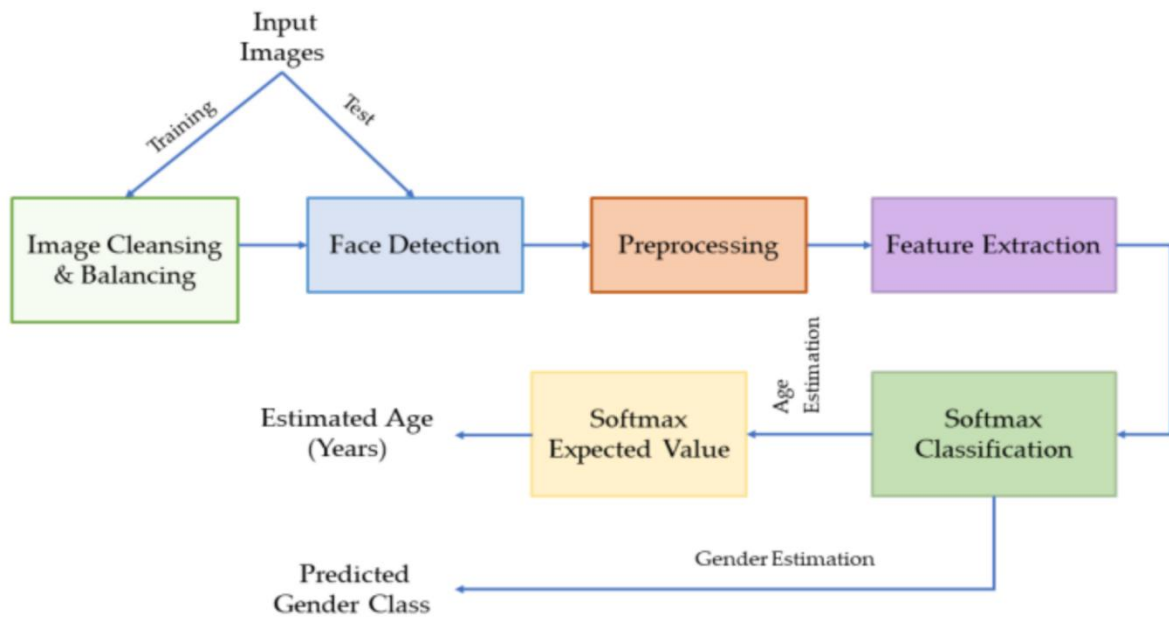 Input
Images
Training
Test
Image Cleansing
& Balancing
Face Detection
Preprocessing
Feature Extraction
Age
Estimation
Estimated Age
(Years)
Softmax
Expected Value
Softmax
Classification
Gender Estimation
Predicted
Gender Class